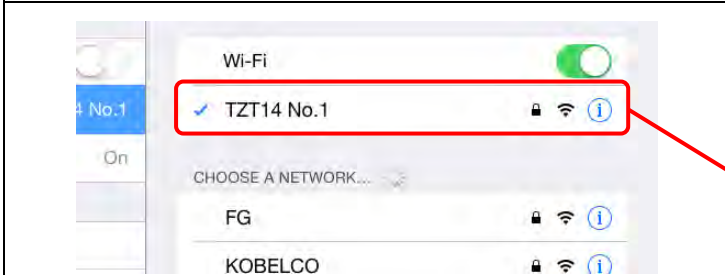 Wi-Fi
4 No.1
TZT14 No.1
On
CHOOSE A NETWORK...
FG
KOBELCO